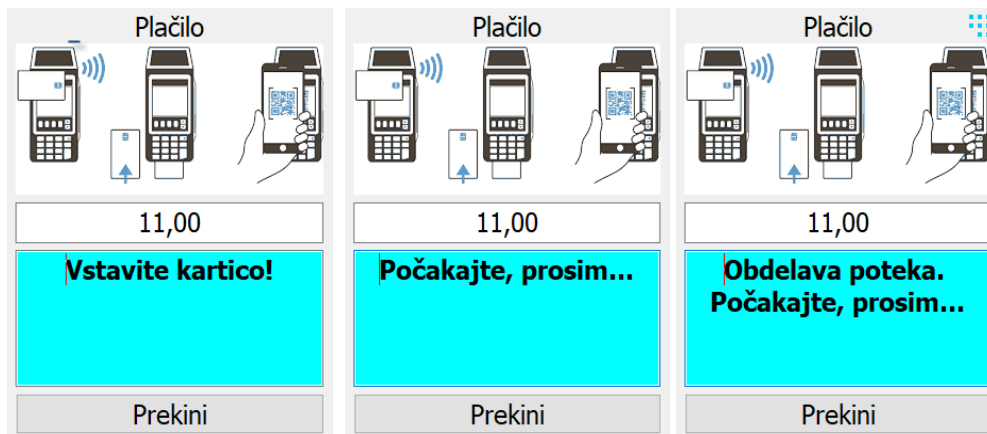 Plačilo
11,00
Vstavite kartico!
Prekini
Plačilo
11,00
Počakajte, prosim...
Prekini
Plačilo
11,00
Obdelava poteka.
Počakajte, prosim...
Prekini